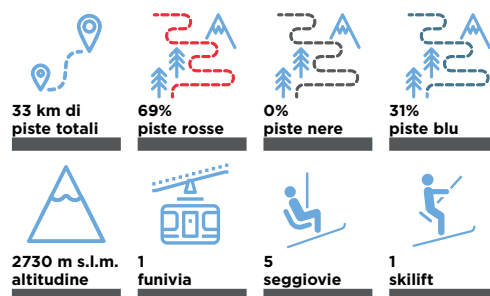 33 km di
piste totali
69%
piste rosse
0%
piste nere
31%
piste blu
2730 m s.l.m.
altitudine
1
funivia
5
seggiovie
1
skilift